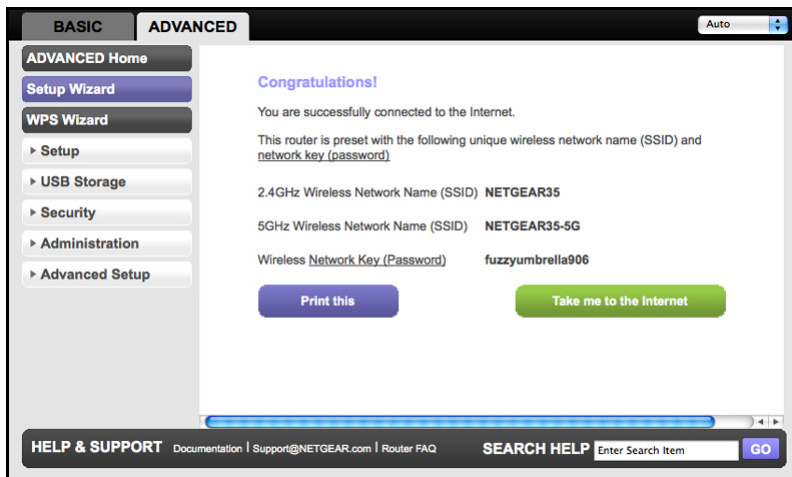 BASIC ADVANCED Auto
ADVANCED Home
Setup Wizard
WPS Wizard
Setup
USB Storage
Security
Administration
Advanced Setup
Congratulations!
You are successfully connected to the Internet.
This router is preset with the following unique wireless network name (SSID) and
network key (password)
2.4GHz Wireless Network Name (SSID) NETGEAR35
5GHz Wireless Network Name (SSID) NETGEAR35-5G
Wireless Network Key (Password) fuzzyumbrella906
Print this Take me to the Internet
HELP & SUPPORT Documentation | Support@NETGEAR.com | Router FAQ SEARCH HELP Enter Search Item GO